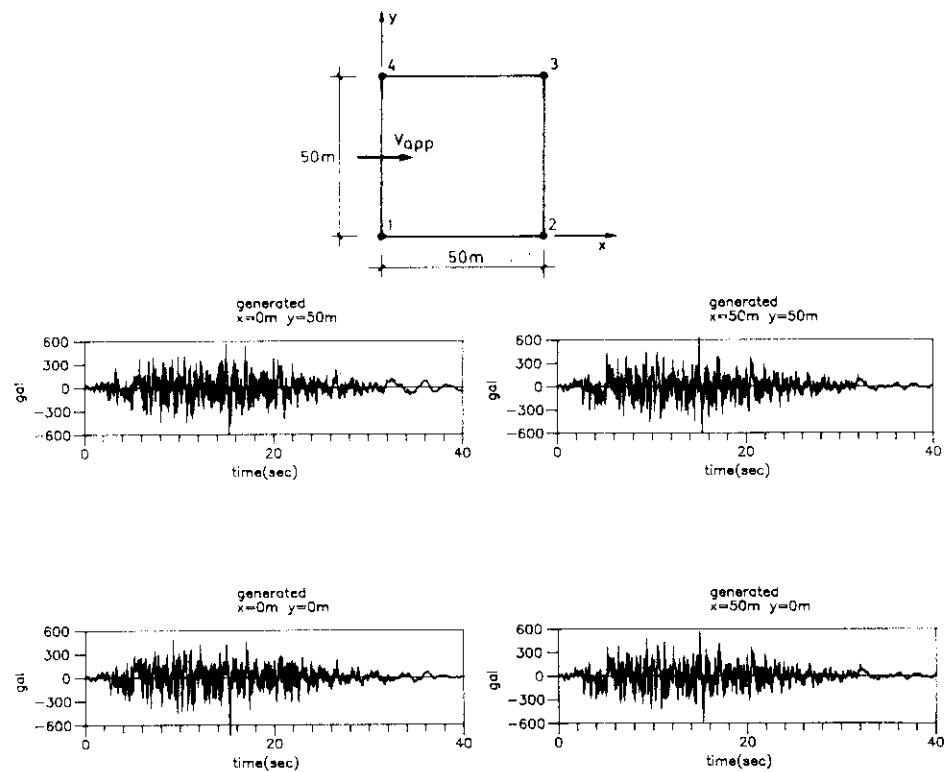 y
4
3
50m
Vapp
1
2
x
50m
generated
x=0m y=50m
600
300
0
-300
-600
gal
0
20
40
time(sec)
generated
x=50m y=50m
600
300
0
-300
-600
gal
0
20
40
time(sec)
generated
x=0m y=0m
600
300
0
-300
-600
gal
0
20
40
time(sec)
generated
x=50m y=0m
600
300
0
-300
-600
gal
0
20
40
time(sec)